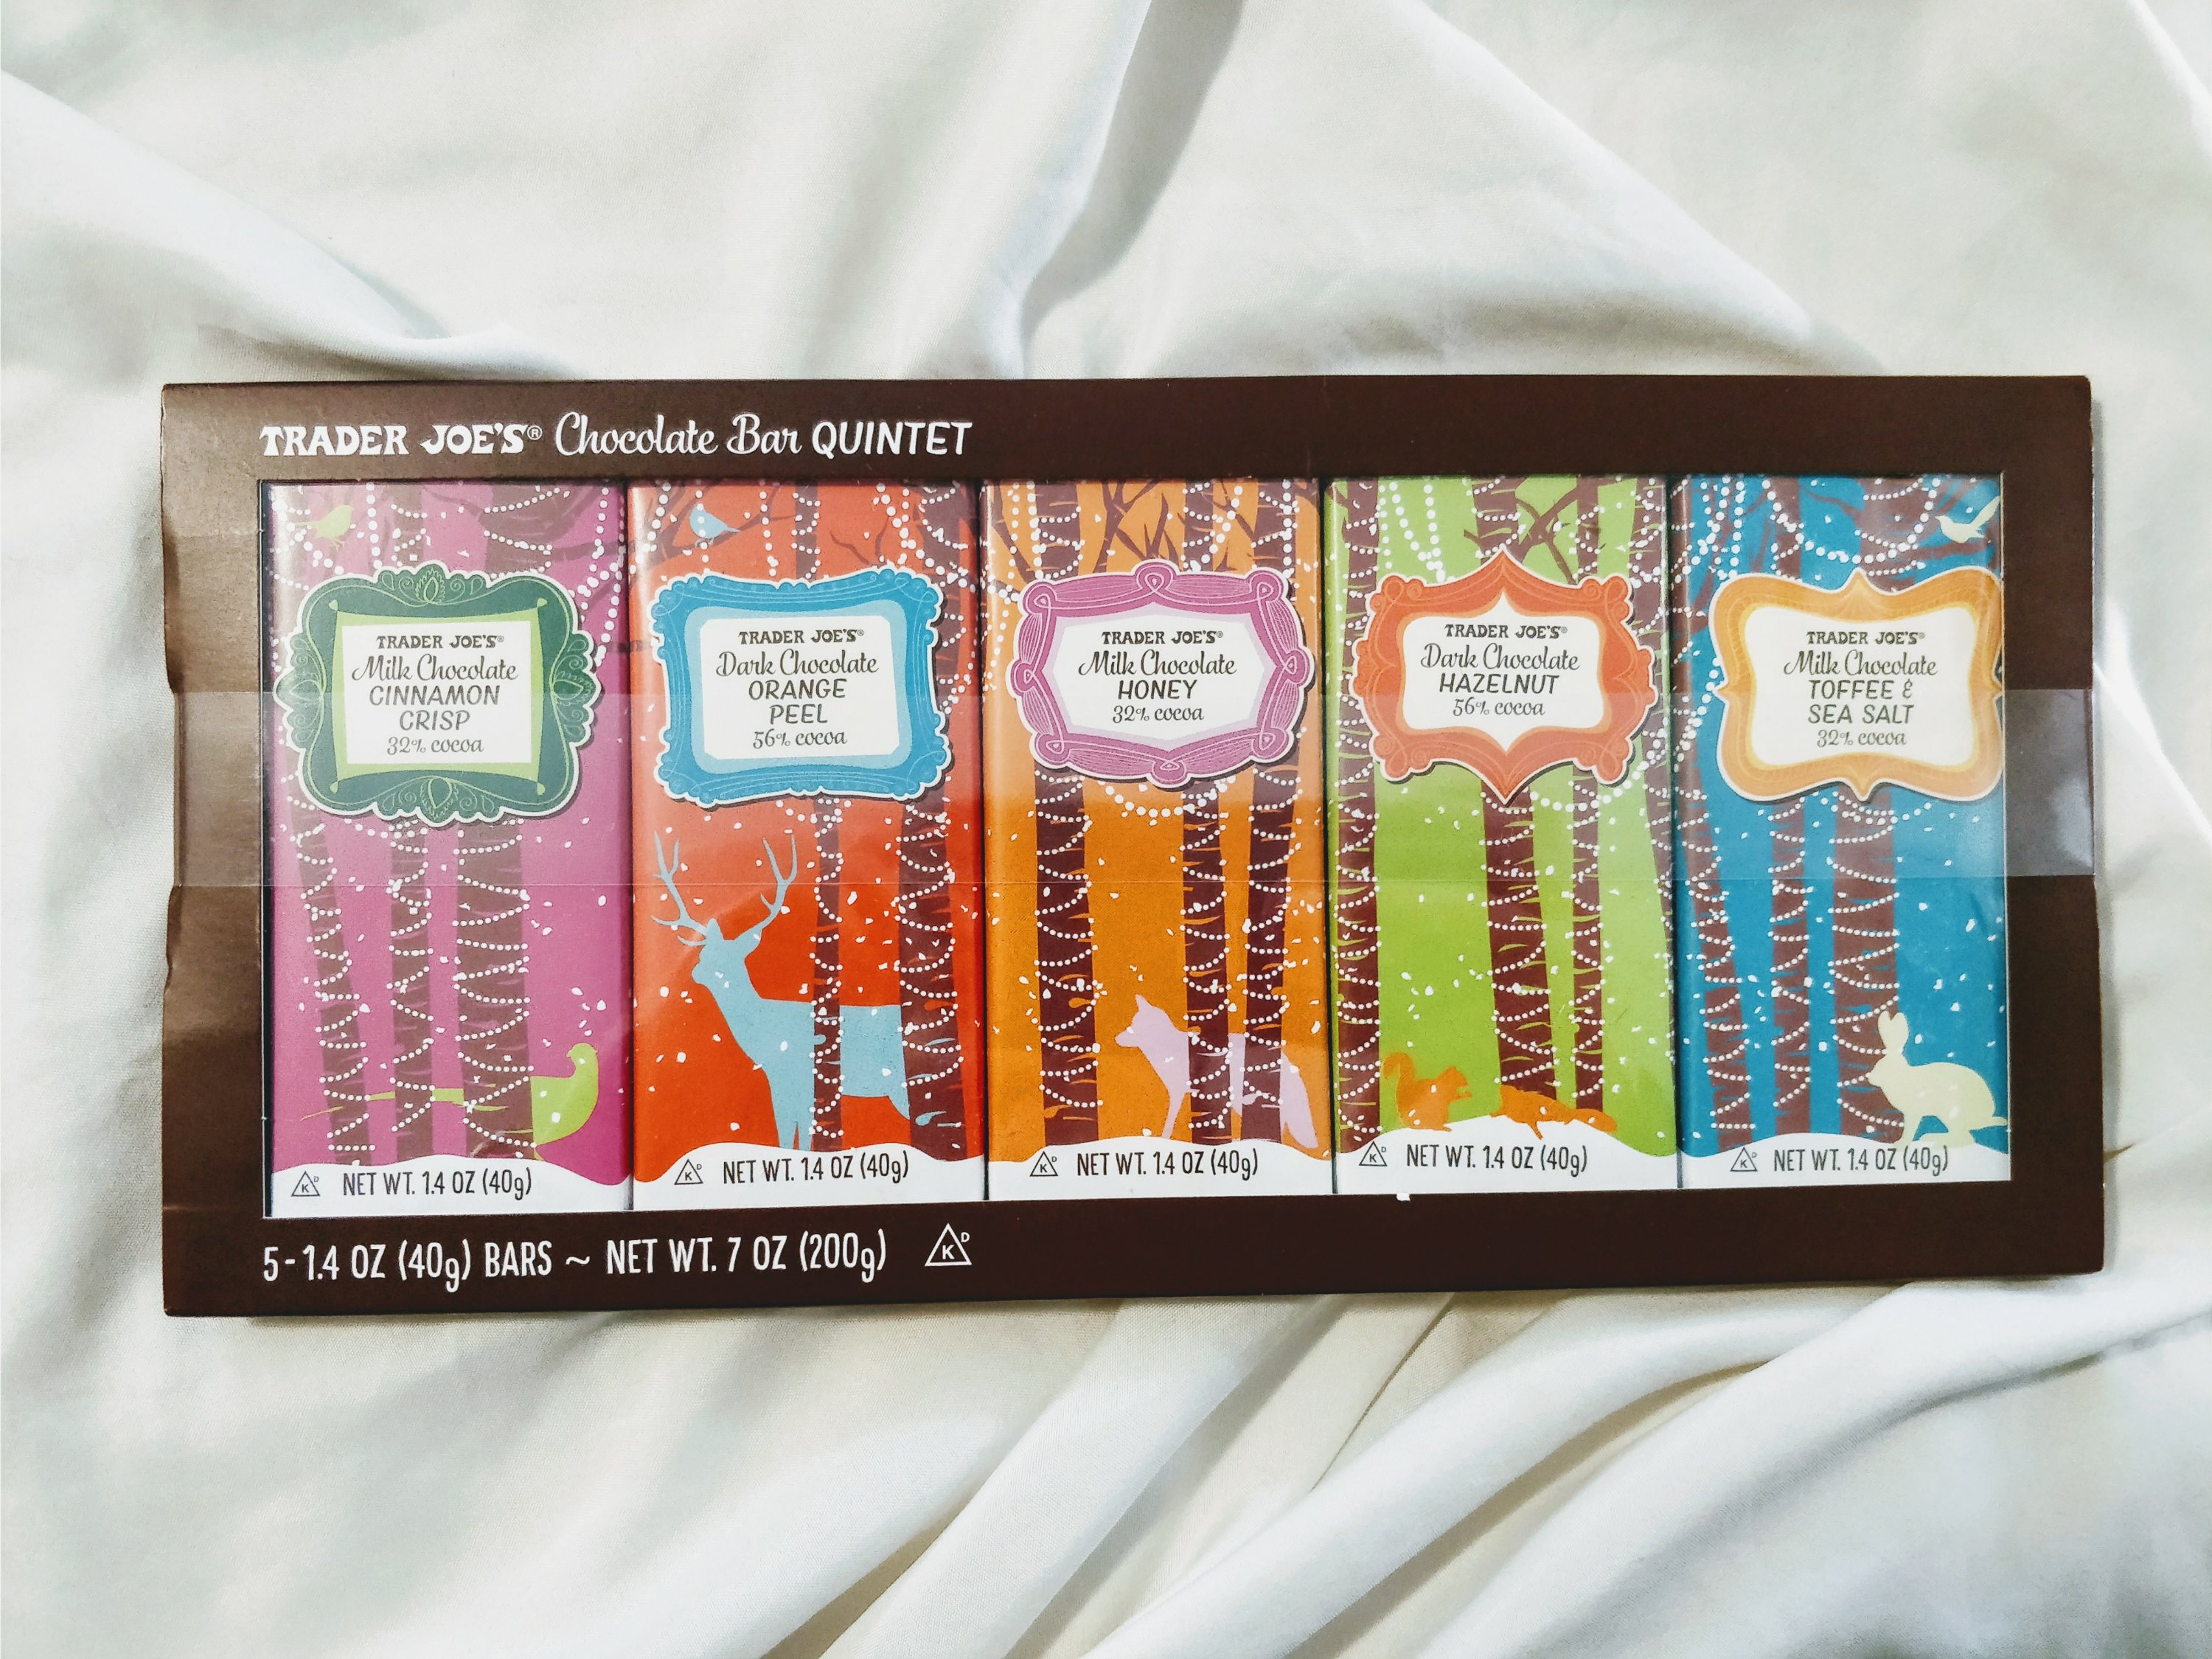 TRADER JOE'S® Chocolate Bar QUINTET
TRADER JOE'S®
Milk Chocolate
CINNAMON
CRISP
32% cocoa
K D NET WT. 1.4 OZ (40g)
TRADER JOE'S®
Dark Chocolate
ORANGE
PEEL
56% cocoa
K D NET WT. 1.4 OZ (40g)
TRADER JOE'S®
Milk Chocolate
HONEY
32% cocoa
K D NET WT. 1.4 OZ (40g)
TRADER JOE'S®
Dark Chocolate
HAZELNUT
56% cocoa
K D NET WT. 1.4 OZ (40g)
TRADER JOE'S®
Milk Chocolate
TOFFEE &
SEA SALT
32% cocoa
K D NET WT. 1.4 OZ (40g)
5-1.4 OZ (40g) BARS ~ NET WT. 7 OZ (200g) K D